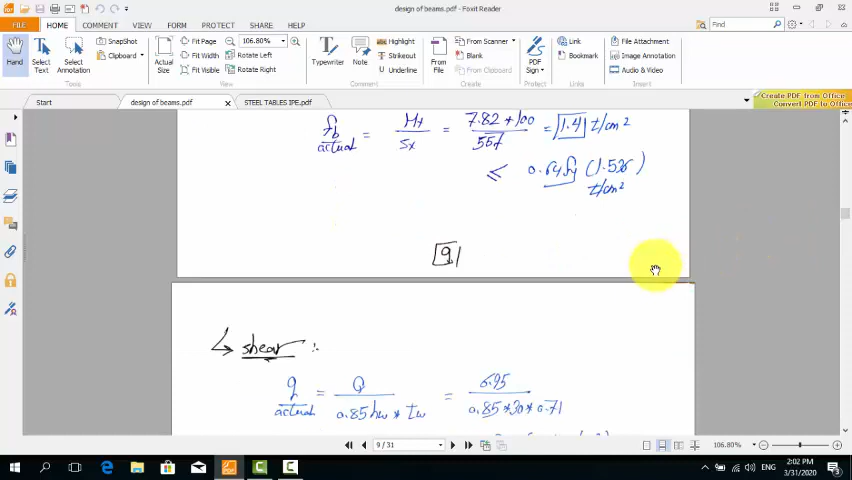 design of beams.pdf - Foxit Reader
FILE HOME COMMENT VIEW FORM PROTECT SHARE HELP
Find
Hand
Select Text
Select Annotation
SnapShot
Clipboard
Actual Size
Fit Page
Fit Width
Fit Visible
106.80%
Rotate Left
Rotate Right
Typewriter
Note
Highlight
Strikeout
Underline
From File
From Scanner
Blank
From Clipboard
PDF Sign
Link
Bookmark
File Attachment
Image Annotation
Audio & Video
Tools
View
Comment
Create
Protect
Links
Insert
Start
design of beams.pdf
STEEL TABLES IPE.pdf
Create PDF from Office
Convert PDF to Office
fb actual = Mx / Sx = 7.82 * 100 / 557 = 1.41 t/cm²
≤ 0.64 fy (1.536) t/cm²
9
shear :
q actual = Q / 0.85 hw * tw = 6.95 / 0.85 * 30 * 0.71
9 / 31
106.80%
ENG
2:02 PM
3/31/2020